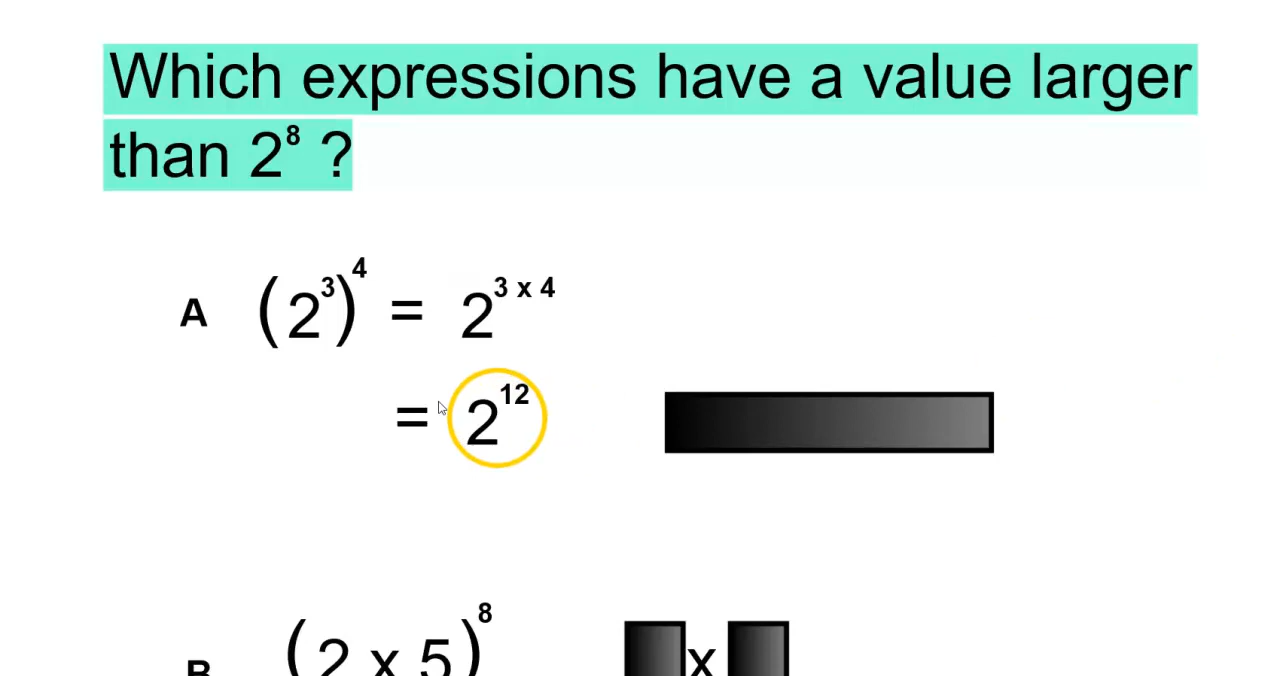 Which expressions have a value larger
than 2⁸ ?
A (2³)⁴ = 2³ ˣ ⁴
= 2¹²
B (2 x 5)⁸ x